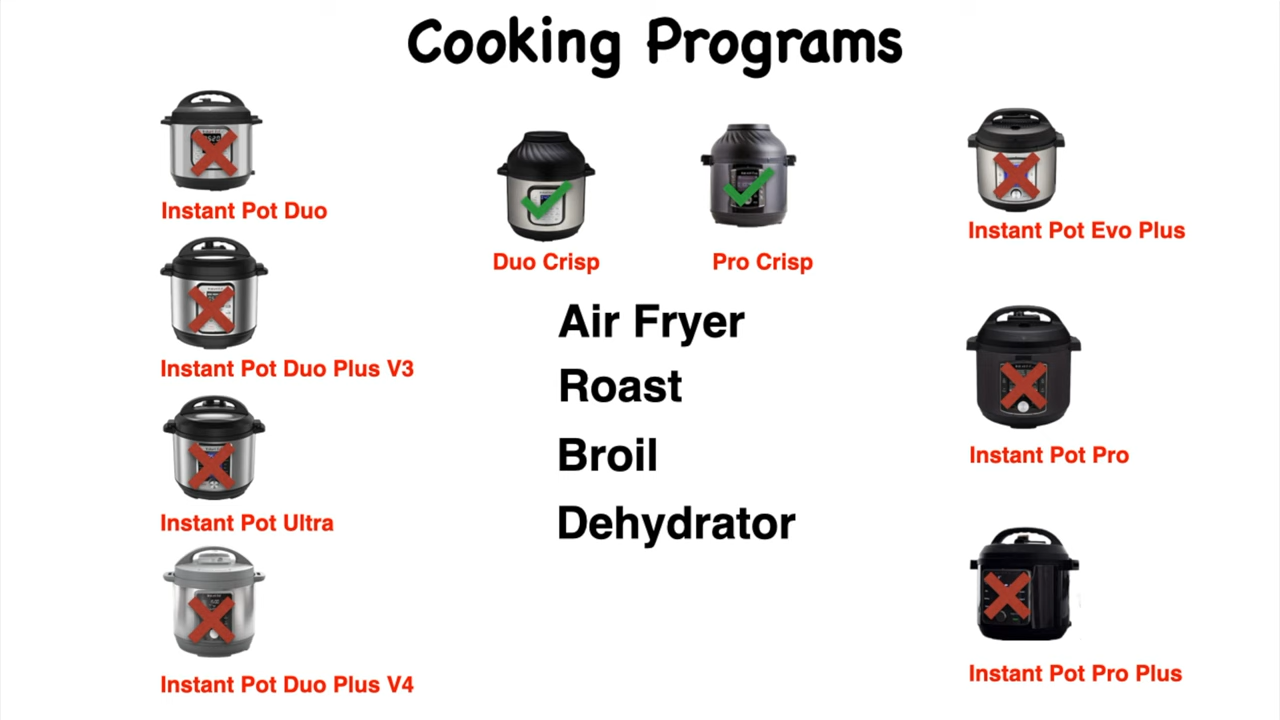 Cooking Programs
Instant Pot Duo
Instant Pot Duo Plus V3
Instant Pot Ultra
Instant Pot Duo Plus V4
Duo Crisp
Pro Crisp
Air Fryer
Roast
Broil
Dehydrator
Instant Pot Evo Plus
Instant Pot Pro
Instant Pot Pro Plus